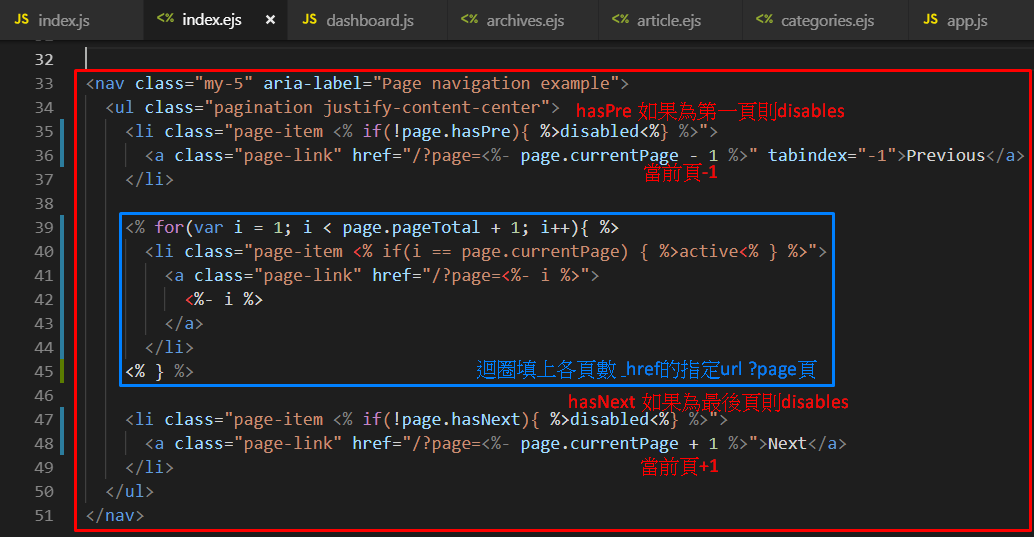 JS index.js <% index.ejs × JS dashboard.js <% archives.ejs <% article.ejs <% categories.ejs JS app.js
32
33 <nav class="my-5" aria-label="Page navigation example">
34 <ul class="pagination justify-content-center"> hasPre 如果為第一頁則disables
35 <li class="page-item <% if(!page.hasPre){ %>disabled<%} %>">
36 <a class="page-link" href="/?page=<%- page.currentPage - 1 %>" tabindex="-1">Previous</a>
37 </li> 當前頁-1
38
39 <% for(var i = 1; i < page.pageTotal + 1; i++){ %>
40 <li class="page-item <% if(i == page.currentPage) { %>active<% } %>">
41 <a class="page-link" href="/?page=<%- i %>">
42 <%- i %>
43 </a>
44 </li>
45 <% } %> 迴圈填上各頁數 _href的指定url ?page頁
46 hasNext 如果為最後頁則disables
47 <li class="page-item <% if(!page.hasNext){ %>disabled<%} %>">
48 <a class="page-link" href="/?page=<%- page.currentPage + 1 %>">Next</a>
49 </li> 當前頁+1
50 </ul>
51 </nav>